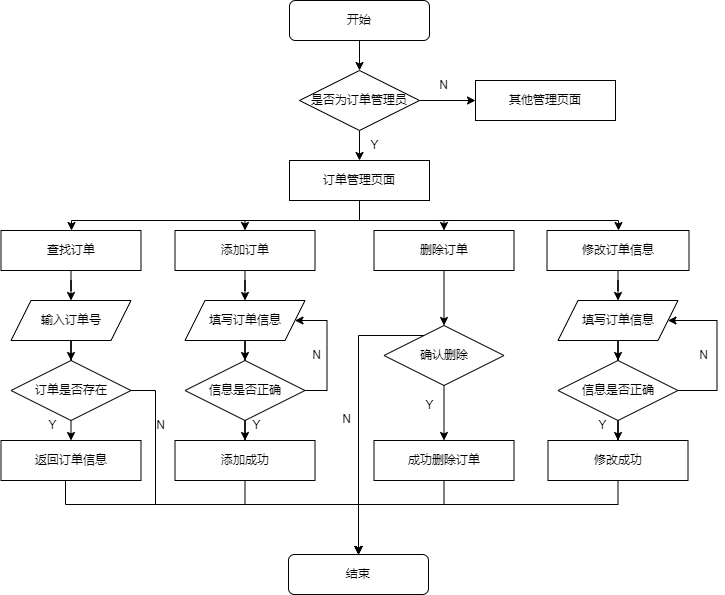 开始
是否为订单管理员
N
其他管理页面
Y
订单管理页面
查找订单
添加订单
删除订单
修改订单信息
输入订单号
填写订单信息
填写订单信息
确认删除
N
N
订单是否存在
信息是否正确
信息是否正确
Y
N
Y
N
Y
Y
返回订单信息
添加成功
成功删除订单
修改成功
结束